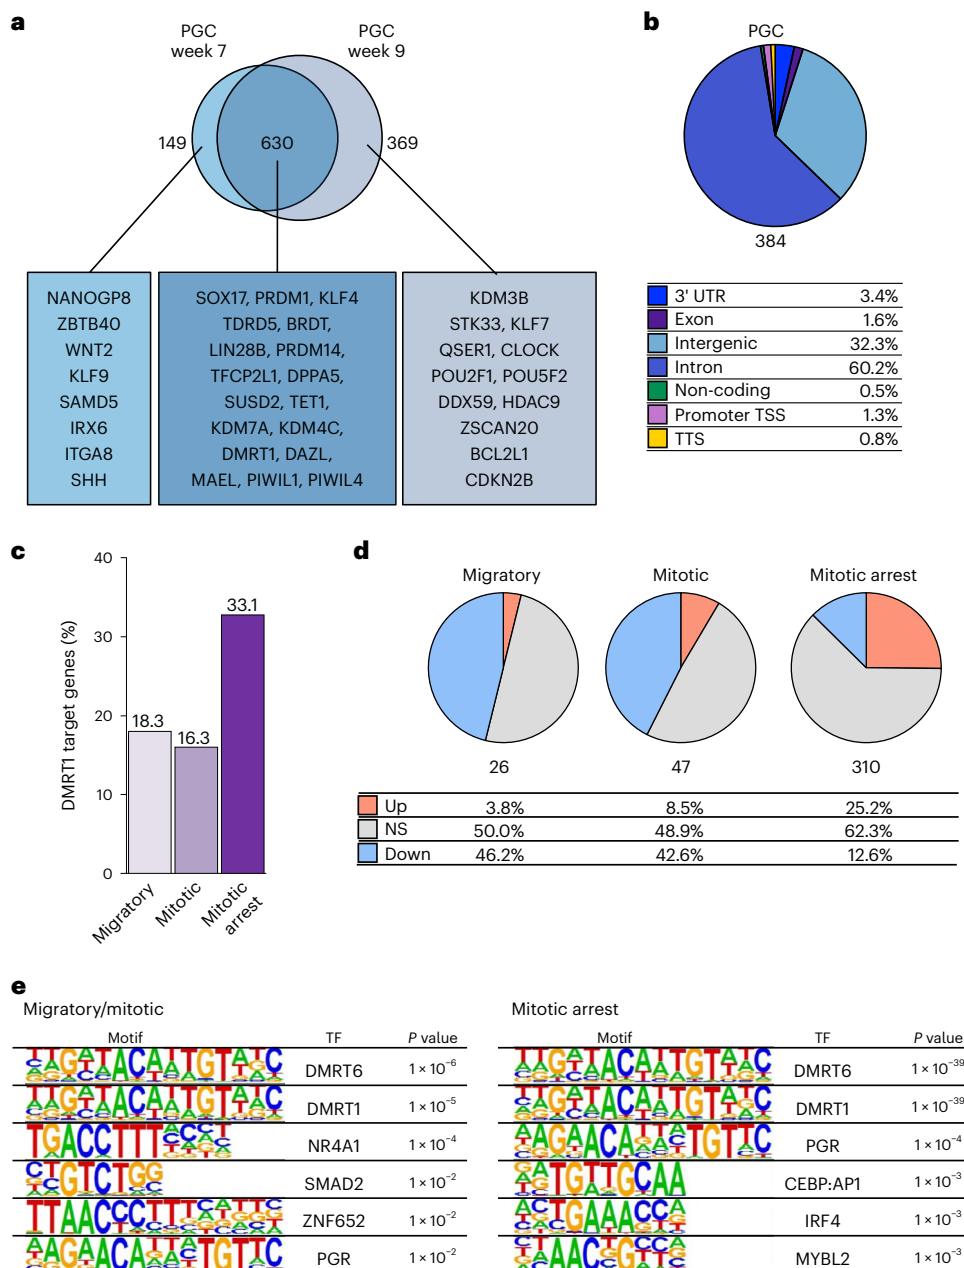 a
PGC
week 7
PGC
week 9
149
630
369
NANOGP8
ZBTB40
WNT2
KLF9
SAMD5
IRX6
ITGA8
SHH
SOX17, PRDM1, KLF4
TDRD5, BRDT,
LIN28B, PRDM14,
TFCP2L1, DPPA5,
SUSD2, TET1,
KDM7A, KDM4C,
DMRT1, DAZL,
MAEL, PIWIL1, PIWIL4
KDM3B
STK33, KLF7
QSER1, CLOCK
POU2F1, POU5F2
DDX59, HDAC9
ZSCAN20
BCL2L1
CDKN2B
b
PGC
384
3' UTR 3.4%
Exon 1.6%
Intergenic 32.3%
Intron 60.2%
Non-coding 0.5%
Promoter TSS 1.3%
TTS 0.8%
c
DMRT1 target genes (%)
40
30
20
10
0
18.3
16.3
33.1
Migratory
Mitotic
Mitotic
arrest
d
Migratory Mitotic Mitotic arrest
26 47 310
Up 3.8% 8.5% 25.2%
NS 50.0% 48.9% 62.3%
Down 46.2% 42.6% 12.6%
e
Migratory/mitotic
Motif TF P value
DMRT6 1 × 10⁻⁶
DMRT1 1 × 10⁻⁵
TGACCTTT NR4A1 1 × 10⁻⁴
GTCTGG SMAD2 1 × 10⁻²
TTAACCC ZNF652 1 × 10⁻²
PGR 1 × 10⁻²
Mitotic arrest
Motif TF P value
DMRT6 1 × 10⁻³⁹
DMRT1 1 × 10⁻³⁹
PGR 1 × 10⁻⁴
TGTTGCAA CEBP:AP1 1 × 10⁻³
IRF4 1 × 10⁻³
MYBL2 1 × 10⁻³